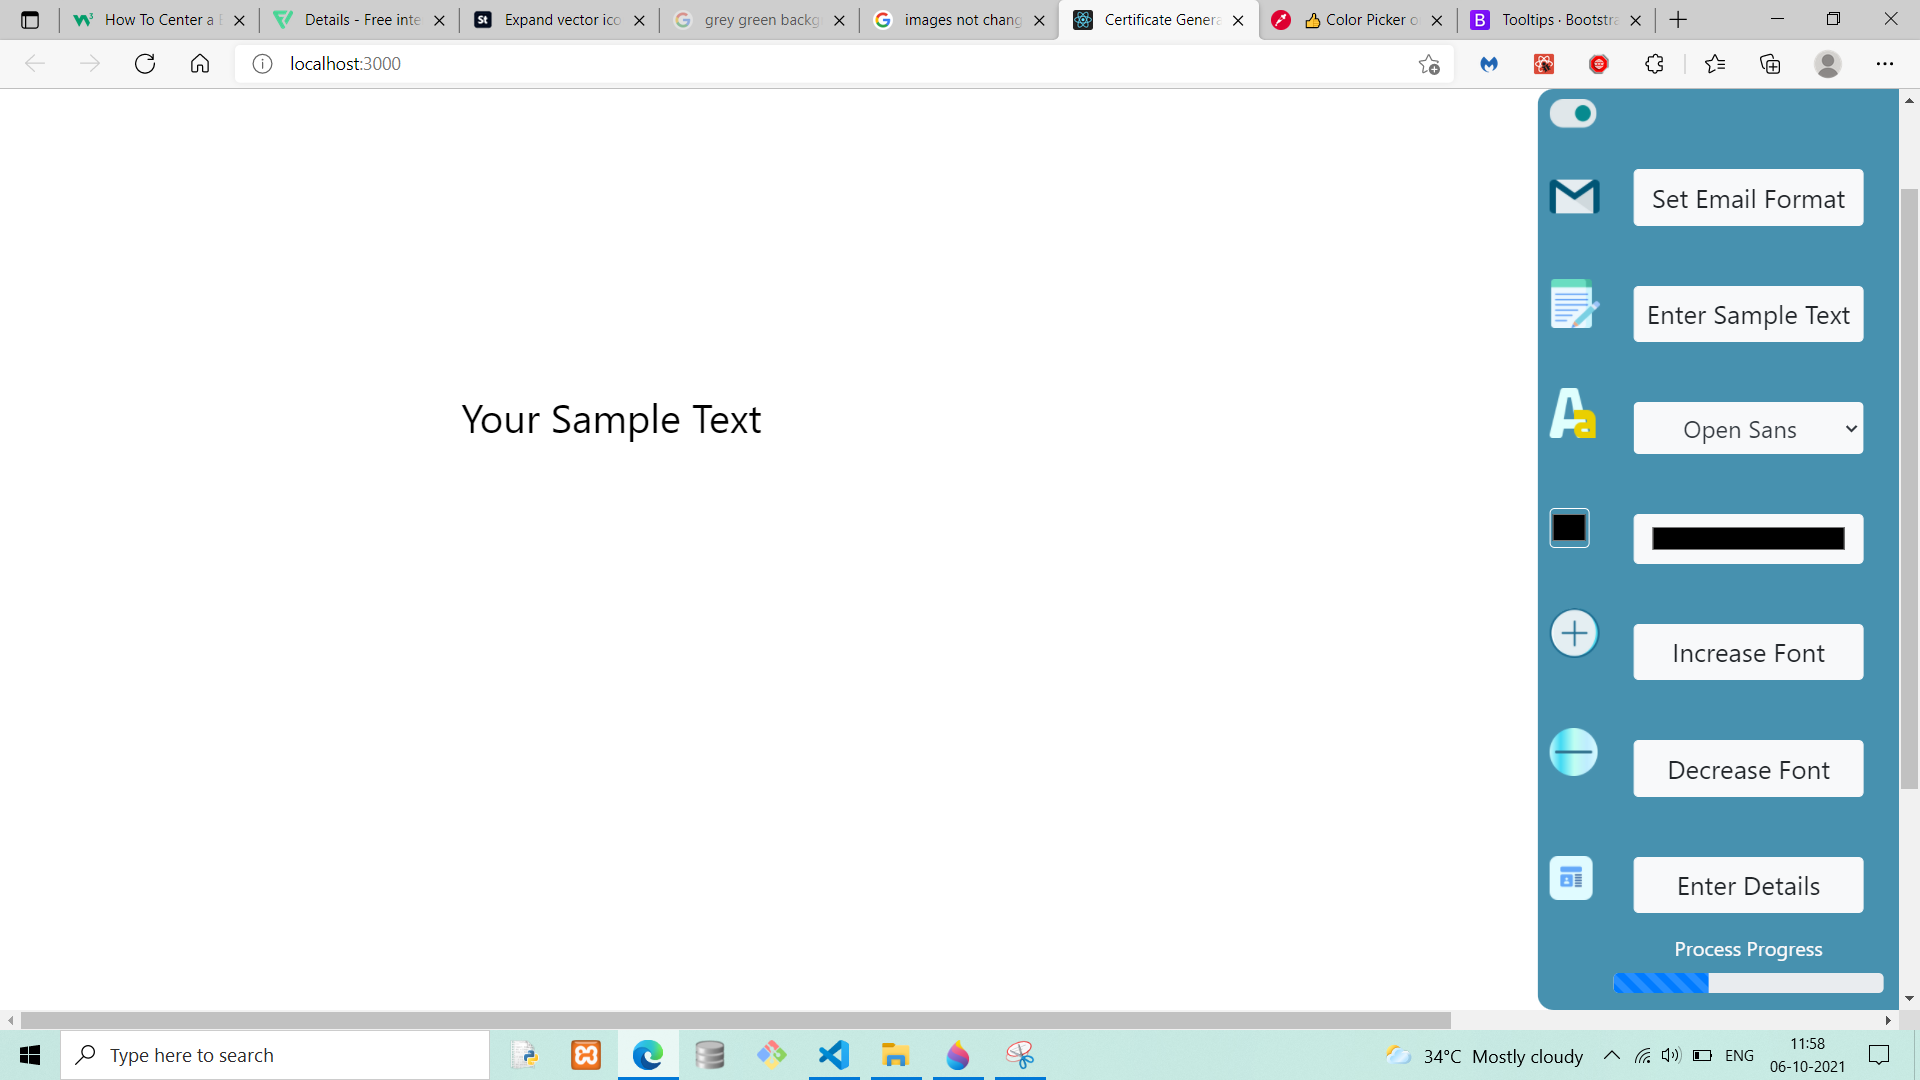 How To Center a
Details - Free inte
Expand vector ico
grey green backg
images not chang
Certificate Genera
Color Picker o
Tooltips · Bootstra
localhost:3000
Set Email Format
Enter Sample Text
Your Sample Text
Open Sans
Increase Font
Decrease Font
Enter Details
Process Progress
Type here to search
34°C Mostly cloudy
ENG
11:58
06-10-2021